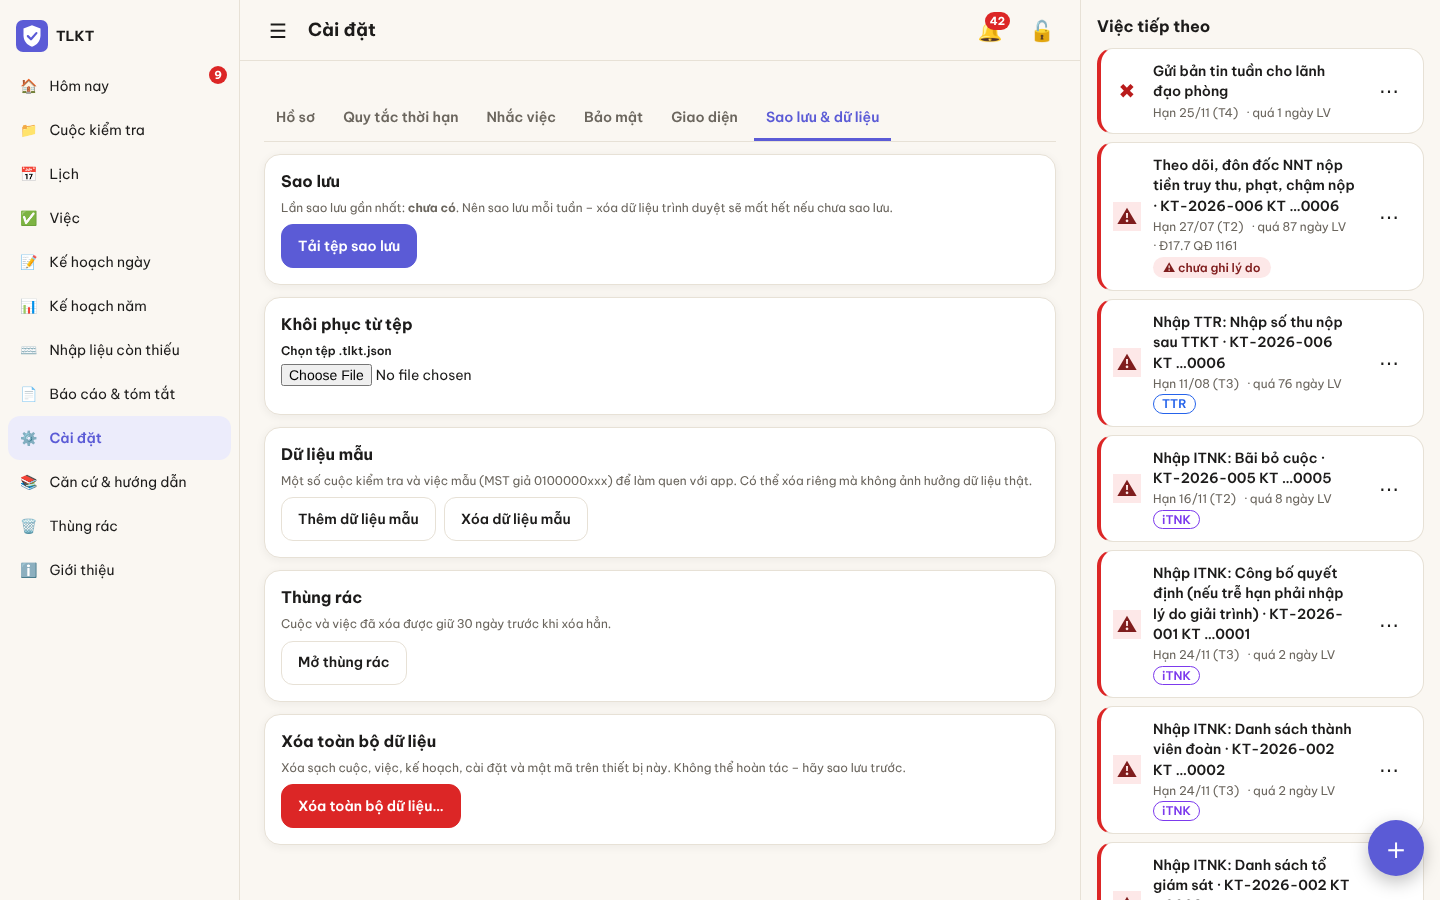 TLKT
Hôm nay
9
Cuộc kiểm tra
Lịch
Việc
Kế hoạch ngày
Kế hoạch năm
Nhập liệu còn thiếu
Báo cáo & tóm tắt
Cài đặt
Căn cứ & hướng dẫn
Thùng rác
Giới thiệu
Cài đặt
42
Hồ sơ
Quy tắc thời hạn
Nhắc việc
Bảo mật
Giao diện
Sao lưu & dữ liệu
Sao lưu
Lần sao lưu gần nhất: chưa có. Nên sao lưu mỗi tuần – xóa dữ liệu trình duyệt sẽ mất hết nếu chưa sao lưu.
Tải tệp sao lưu
Khôi phục từ tệp
Chọn tệp .tlkt.json
Choose File No file chosen
Dữ liệu mẫu
Một số cuộc kiểm tra và việc mẫu (MST giả 0100000xxx) để làm quen với app. Có thể xóa riêng mà không ảnh hưởng dữ liệu thật.
Thêm dữ liệu mẫu
Xóa dữ liệu mẫu
Thùng rác
Cuộc và việc đã xóa được giữ 30 ngày trước khi xóa hẳn.
Mở thùng rác
Xóa toàn bộ dữ liệu
Xóa sạch cuộc, việc, kế hoạch, cài đặt và mật mã trên thiết bị này. Không thể hoàn tác – hãy sao lưu trước.
Xóa toàn bộ dữ liệu...
Việc tiếp theo
Gửi bản tin tuần cho lãnh
đạo phòng
Hạn 25/11 (T4) · quá 1 ngày LV
Theo dõi, đôn đốc NNT nộp
tiền truy thu, phạt, chậm nộp
· KT-2026-006 KT …0006
Hạn 27/07 (T2) · quá 87 ngày LV
· Đ17.7 QĐ 1161
chưa ghi lý do
Nhập TTR: Nhập số thu nộp
sau TTKT · KT-2026-006
KT …0006
Hạn 11/08 (T3) · quá 76 ngày LV
TTR
Nhập ITNK: Bãi bỏ cuộc ·
KT-2026-005 KT …0005
Hạn 16/11 (T2) · quá 8 ngày LV
iTNK
Nhập ITNK: Công bố quyết
định (nếu trễ hạn phải nhập
lý do giải trình) · KT-2026-
001 KT …0001
Hạn 24/11 (T3) · quá 2 ngày LV
iTNK
Nhập ITNK: Danh sách thành
viên đoàn · KT-2026-002
KT …0002
Hạn 24/11 (T3) · quá 2 ngày LV
iTNK
Nhập ITNK: Danh sách tổ
giám sát · KT-2026-002 KT